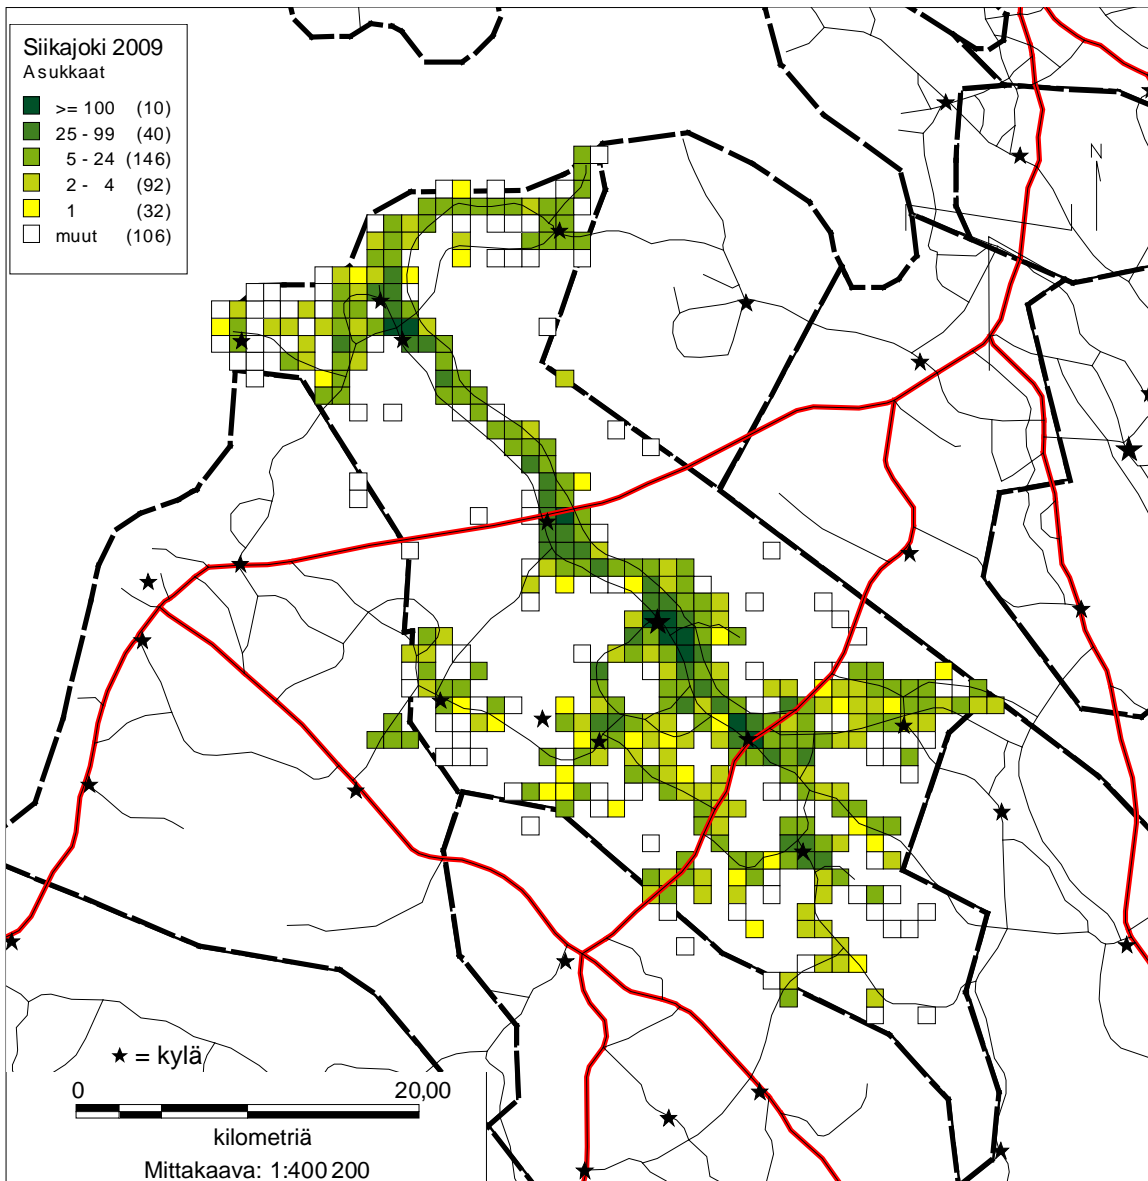 Siikajoki 2009
Asukkaat
>= 100 (10)
25 - 99 (40)
5 - 24 (146)
2 - 4 (92)
1 (32)
muut (106)
N
★ = kylä
0 20,00
kilometriä
Mittakaava: 1:400 200